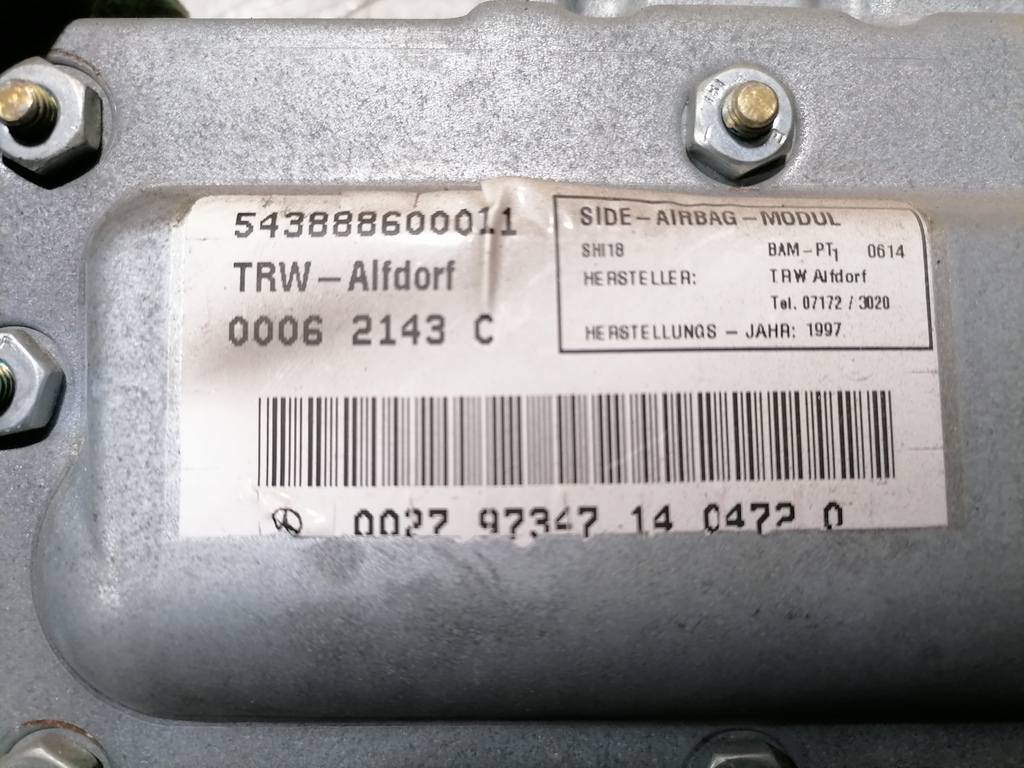 543888600011
TRW-Alfdorf
0006 2143 C
SIDE-AIRBAG-MODUL
SHI18 BAM-PT1 0614
HERSTELLER: TRW Alfdorf
Tel. 07172 / 3020
HERSTELLUNGS-JAHR: 1997
0027 97347 14 0472 0